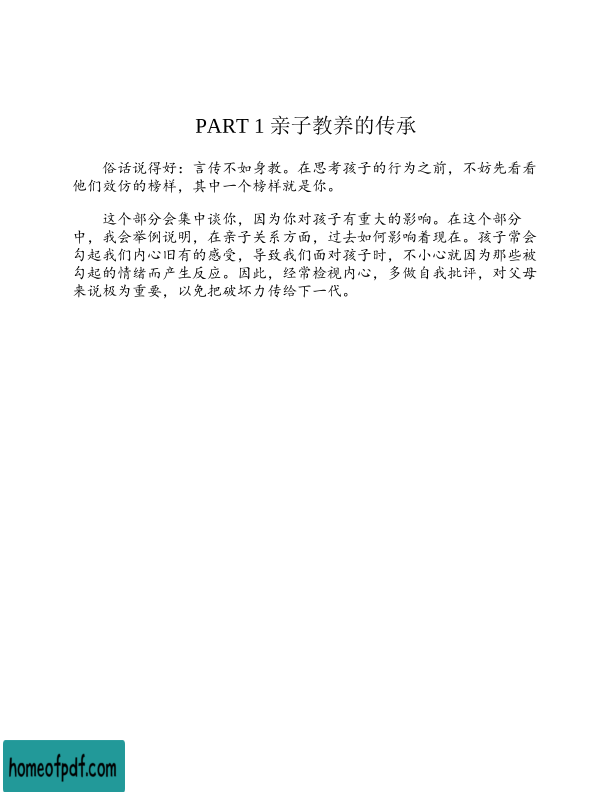 PART 1 亲子教养的传承
俗话说得好：言传不如身教。在思考孩子的行为之前，不妨先看看
他们效仿的榜样，其中一个榜样就是你。
这个部分会集中谈你，因为你对孩子有重大的影响。在这个部分
中，我会举例说明，在亲子关系方面，过去如何影响着现在。孩子常会
勾起我们内心旧有的感受，导致我们面对孩子时，不小心就因为那些被
勾起的情绪而产生反应。因此，经常检视内心，多做自我批评，对父母
来说极为重要，以免把破坏力传给下一代。
homeofpdf.com